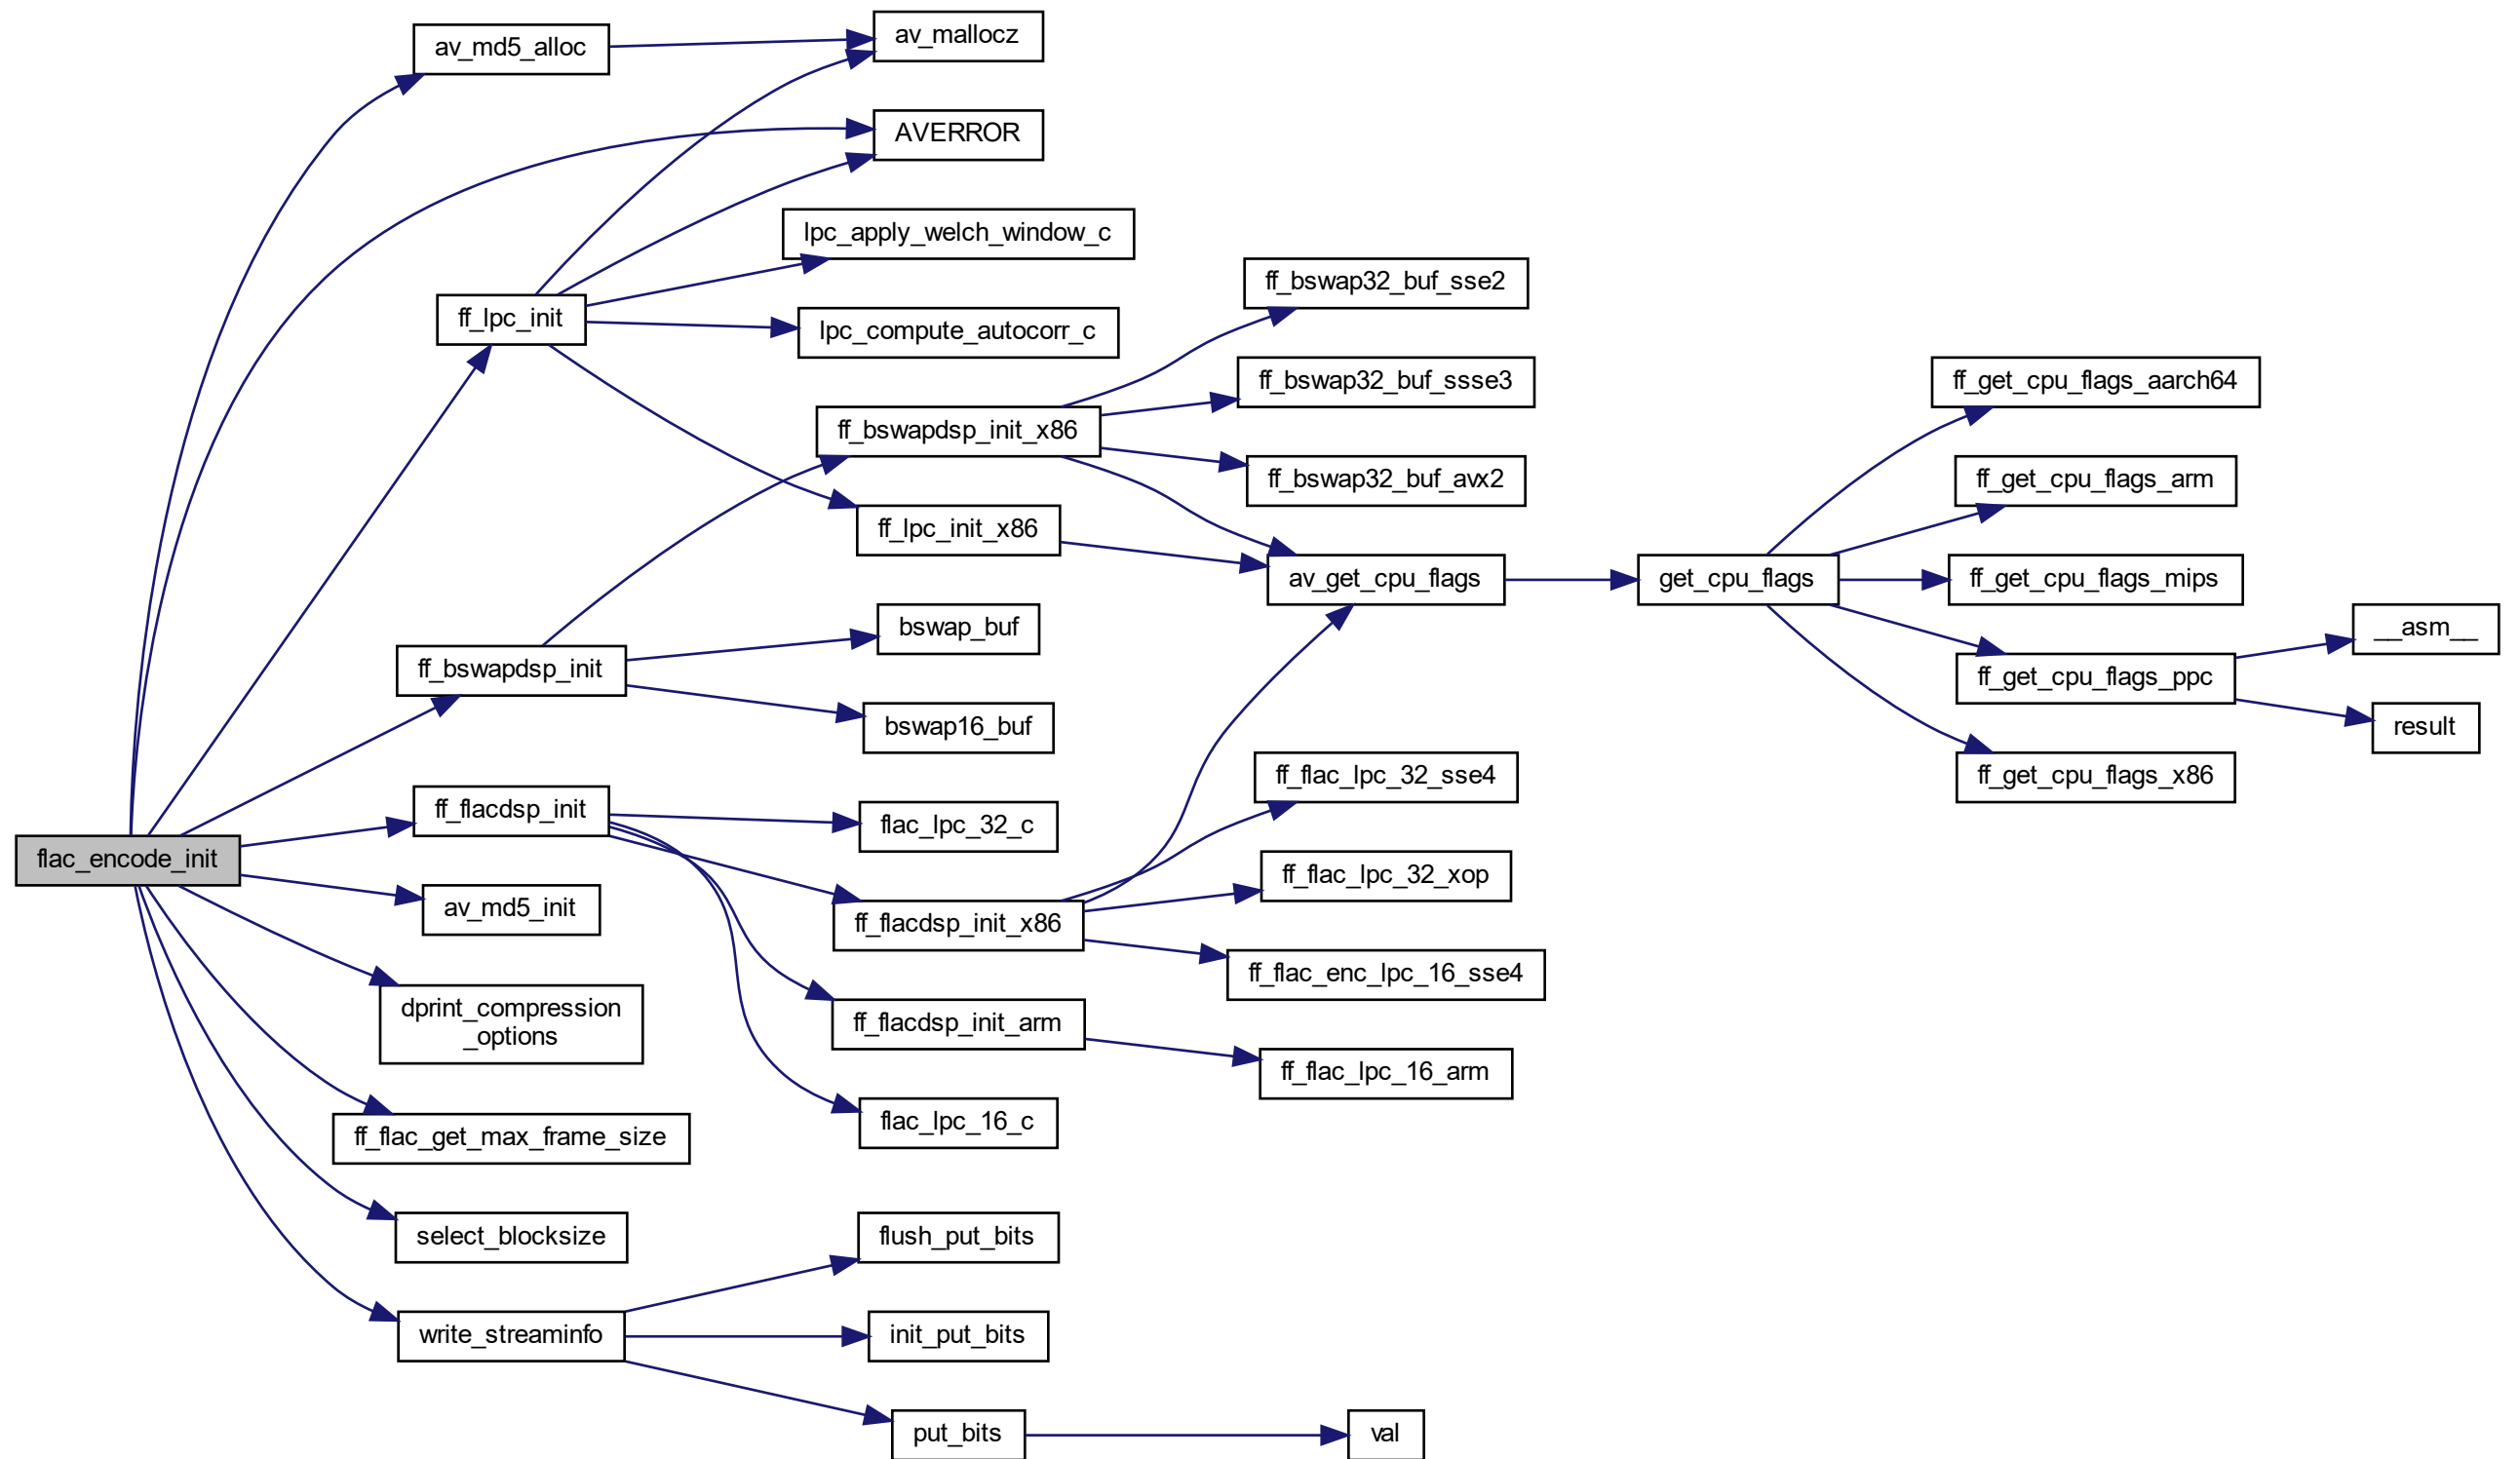 av_md5_alloc
av_mallocz
AVERROR
lpc_apply_welch_window_c
ff_lpc_init
lpc_compute_autocorr_c
ff_bswap32_buf_sse2
ff_bswap32_buf_ssse3
ff_get_cpu_flags_aarch64
ff_bswapdsp_init_x86
ff_bswap32_buf_avx2
ff_get_cpu_flags_arm
ff_lpc_init_x86
av_get_cpu_flags
get_cpu_flags
ff_get_cpu_flags_mips
bswap_buf
__asm__
ff_bswapdsp_init
ff_get_cpu_flags_ppc
bswap16_buf
result
ff_flac_lpc_32_sse4
ff_get_cpu_flags_x86
ff_flacdsp_init
flac_lpc_32_c
flac_encode_init
ff_flac_lpc_32_xop
av_md5_init
ff_flacdsp_init_x86
ff_flac_enc_lpc_16_sse4
dprint_compression
_options
ff_flacdsp_init_arm
ff_flac_lpc_16_arm
ff_flac_get_max_frame_size
flac_lpc_16_c
select_blocksize
flush_put_bits
write_streaminfo
init_put_bits
put_bits
val